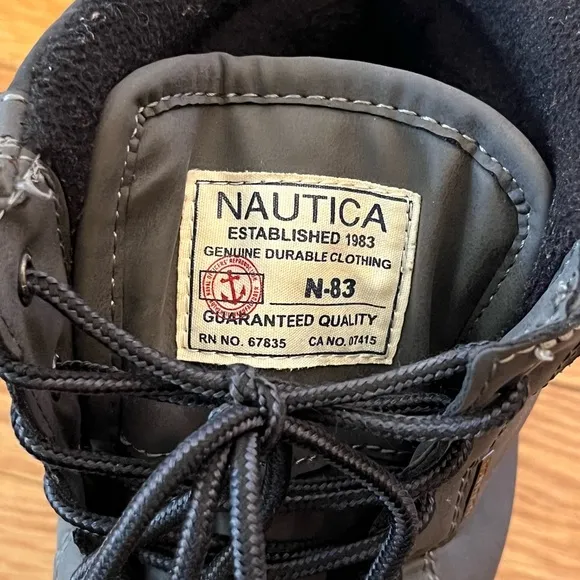 NAUTICA
ESTABLISHED 1983
GENUINE DURABLE CLOTHING
N-83
GUARANTEED QUALITY
RN NO. 67835 CA NO. 07415